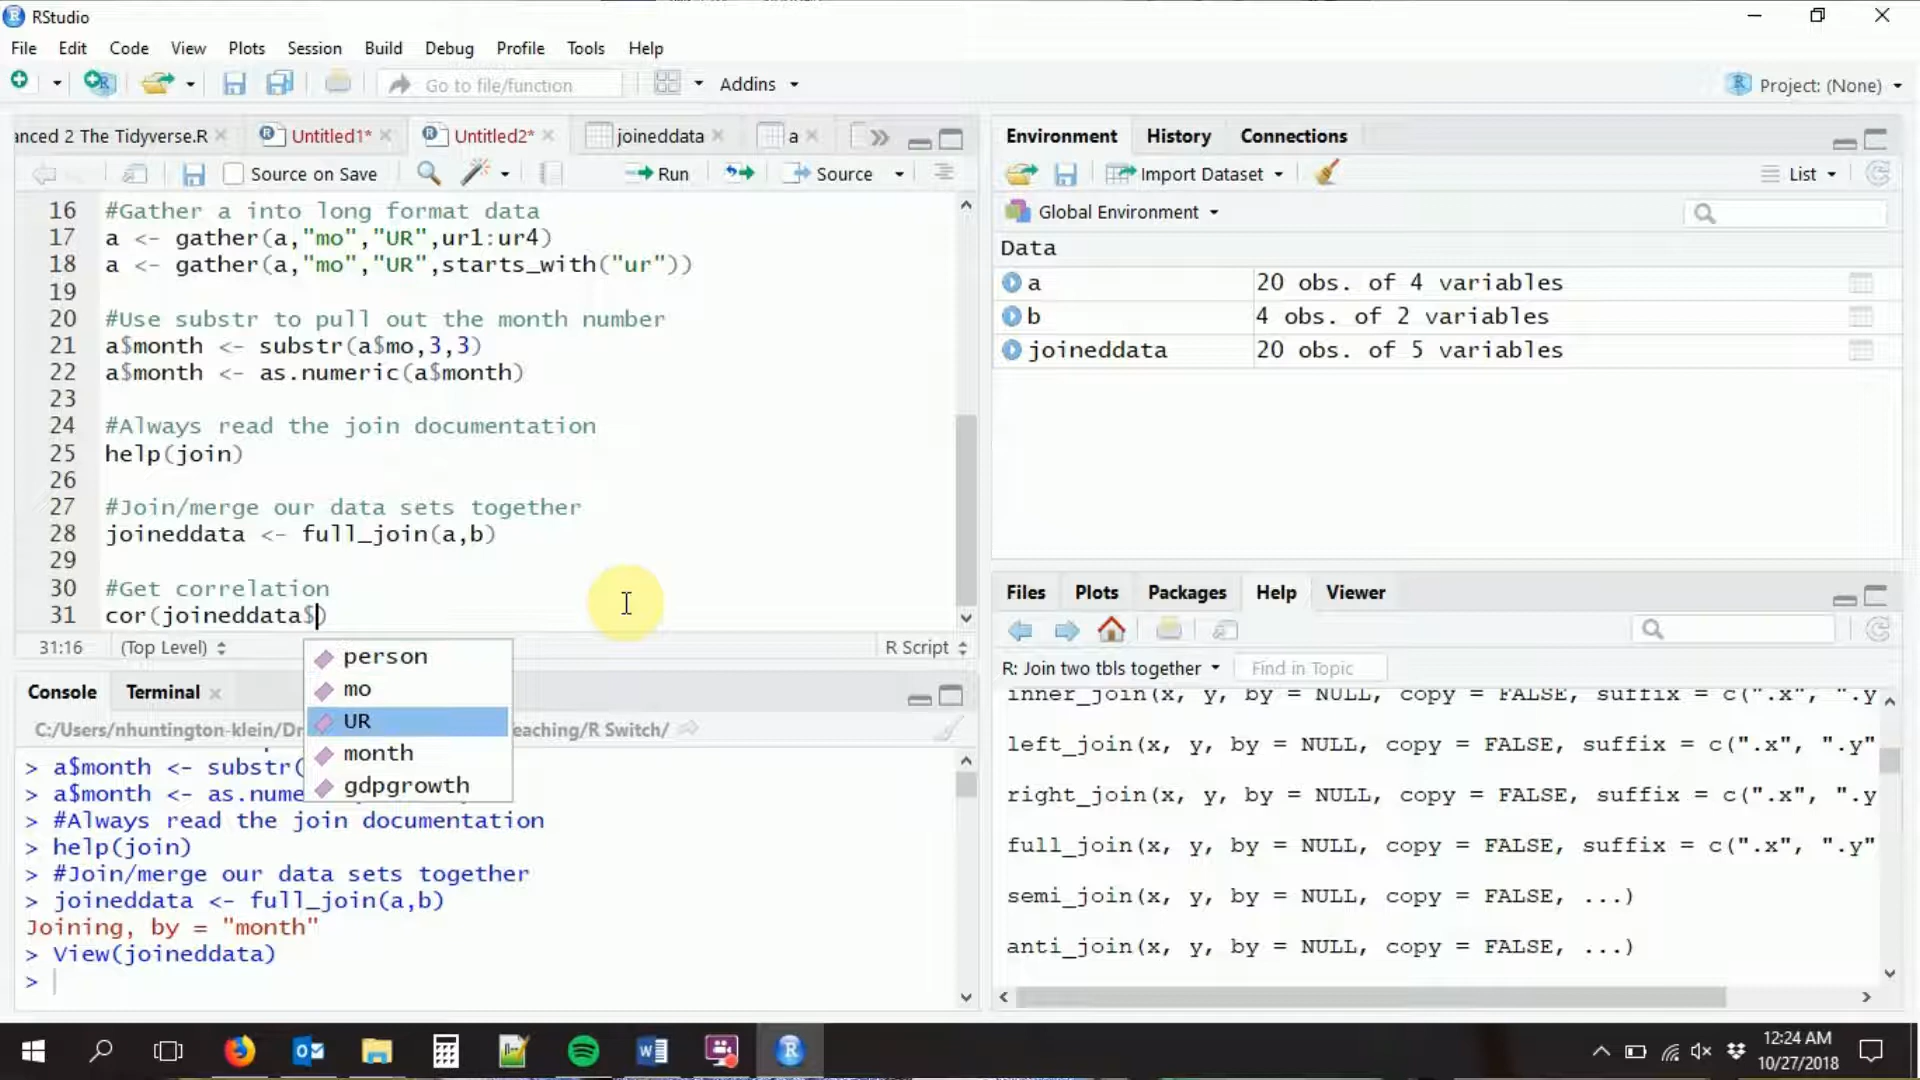 RStudio
File Edit Code View Plots Session Build Debug Profile Tools Help
Go to file/function Addins Project: (None)
anced 2 The Tidyverse.R Untitled1* Untitled2* joineddata a
Source on Save Run Source
16 #Gather a into long format data
17 a <- gather(a,"mo","UR",ur1:ur4)
18 a <- gather(a,"mo","UR",starts_with("ur"))
19
20 #Use substr to pull out the month number
21 a$month <- substr(a$mo,3,3)
22 a$month <- as.numeric(a$month)
23
24 #Always read the join documentation
25 help(join)
26
27 #Join/merge our data sets together
28 joineddata <- full_join(a,b)
29
30 #Get correlation
31 cor(joineddata$)
31:16 (Top Level) R Script
person
mo
UR
month
gdpgrowth
Console Terminal
C:/Users/nhuntington-klein/Dr eaching/R Switch/
> a$month <- substr(
> a$month <- as.nume
> #Always read the join documentation
> help(join)
> #Join/merge our data sets together
> joineddata <- full_join(a,b)
Joining, by = "month"
> View(joineddata)
>
Environment History Connections
Import Dataset List
Global Environment
Data
a 20 obs. of 4 variables
b 4 obs. of 2 variables
joineddata 20 obs. of 5 variables
Files Plots Packages Help Viewer
R: Join two tbls together Find in Topic
inner_join(x, y, by = NULL, copy = FALSE, suffix = c(".x", ".y
left_join(x, y, by = NULL, copy = FALSE, suffix = c(".x", ".y"
right_join(x, y, by = NULL, copy = FALSE, suffix = c(".x", ".y
full_join(x, y, by = NULL, copy = FALSE, suffix = c(".x", ".y"
semi_join(x, y, by = NULL, copy = FALSE, ...)
anti_join(x, y, by = NULL, copy = FALSE, ...)
12:24 AM
10/27/2018